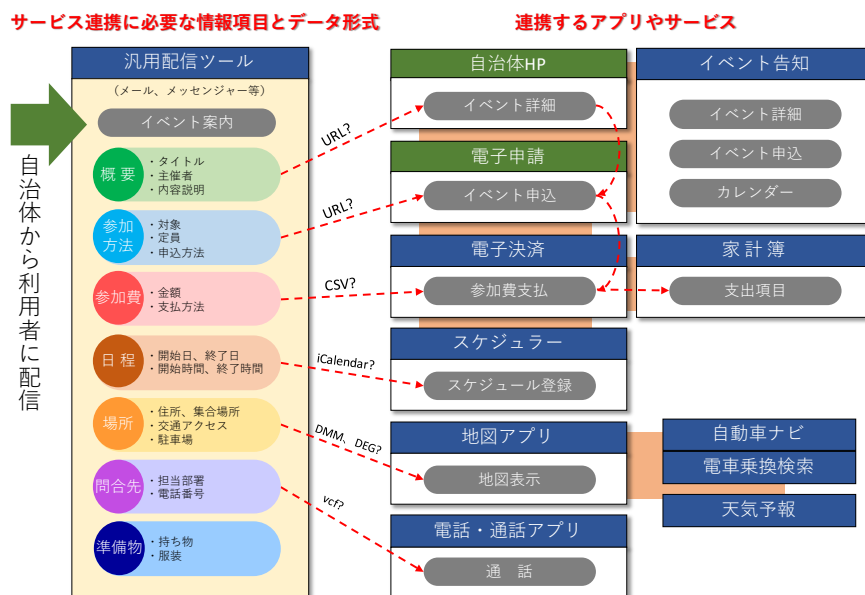 サービス連携に必要な情報項目とデータ形式
連携するアプリやサービス
自治体から利用者に配信
汎用配信ツール
（メール、メッセンジャー等）
イベント案内
概要
・タイトル
・主催者
・内容説明
参加
方法
・対象
・定員
・申込方法
参加費
・金額
・支払方法
日程
・開始日、終了日
・開始時間、終了時間
場所
・住所、集合場所
・交通アクセス
・駐車場
問合先
・担当部署
・電話番号
準備物
・持ち物
・服装
URL?
URL?
CSV?
iCalendar?
DMM、DEG?
vcf?
自治体HP
イベント詳細
電子申請
イベント申込
電子決済
参加費支払
スケジュラー
スケジュール登録
地図アプリ
地図表示
電話・通話アプリ
通　話
イベント告知
イベント詳細
イベント申込
カレンダー
家計簿
支出項目
自動車ナビ
電車乗換検索
天気予報